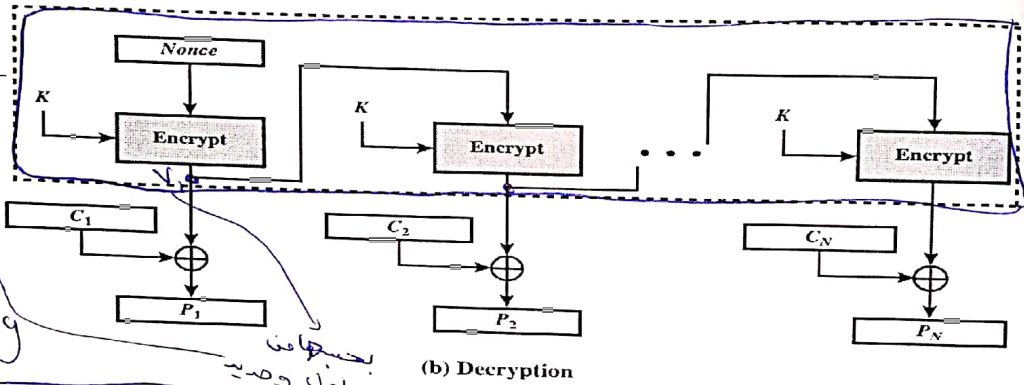 Nonce
K
K
K
Encrypt
Encrypt
Encrypt
C1
C2
CN
P1
P2
PN
(b) Decryption